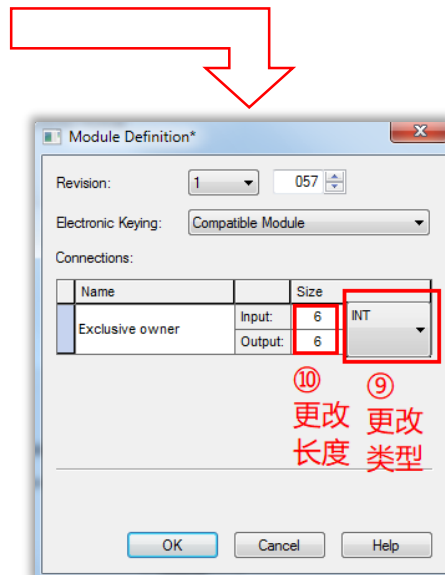 Module Definition*
Revision: 1 057
Electronic Keying: Compatible Module
Connections:
Name Size
Exclusive owner Input: 6 INT
Output: 6
⑩ ⑨
更改 更改
长度 类型
OK Cancel Help